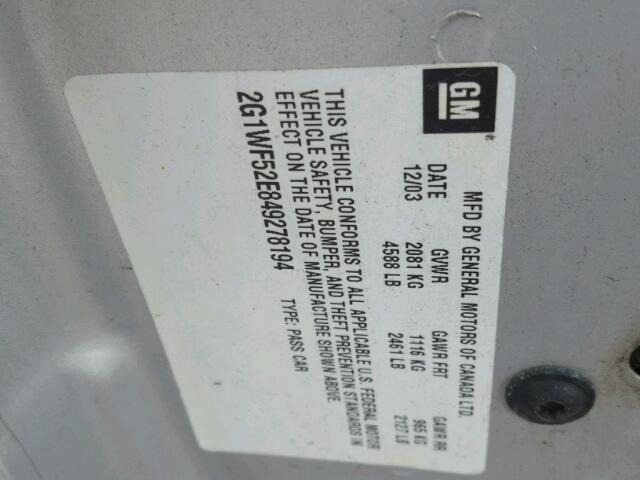 GM
MFD BY GENERAL MOTORS OF CANADA LTD.
DATE GVWR GAWR FRT GAWR RR
12/03 2081 KG 1116 KG 965 KG
4588 LB 2461 LB 2127 LB
THIS VEHICLE CONFORMS TO ALL APPLICABLE U.S. FEDERAL MOTOR
VEHICLE SAFETY, BUMPER, AND THEFT PREVENTION STANDARDS IN
EFFECT ON THE DATE OF MANUFACTURE SHOWN ABOVE.
2G1WF52E849278194 TYPE: PASS CAR